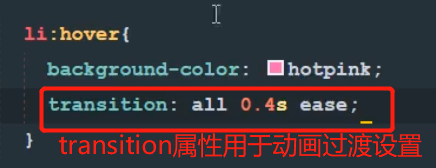 li:hover{
background-color: hotpink;
transition: all 0.4s ease;_
} transition属性用于动画过渡设置